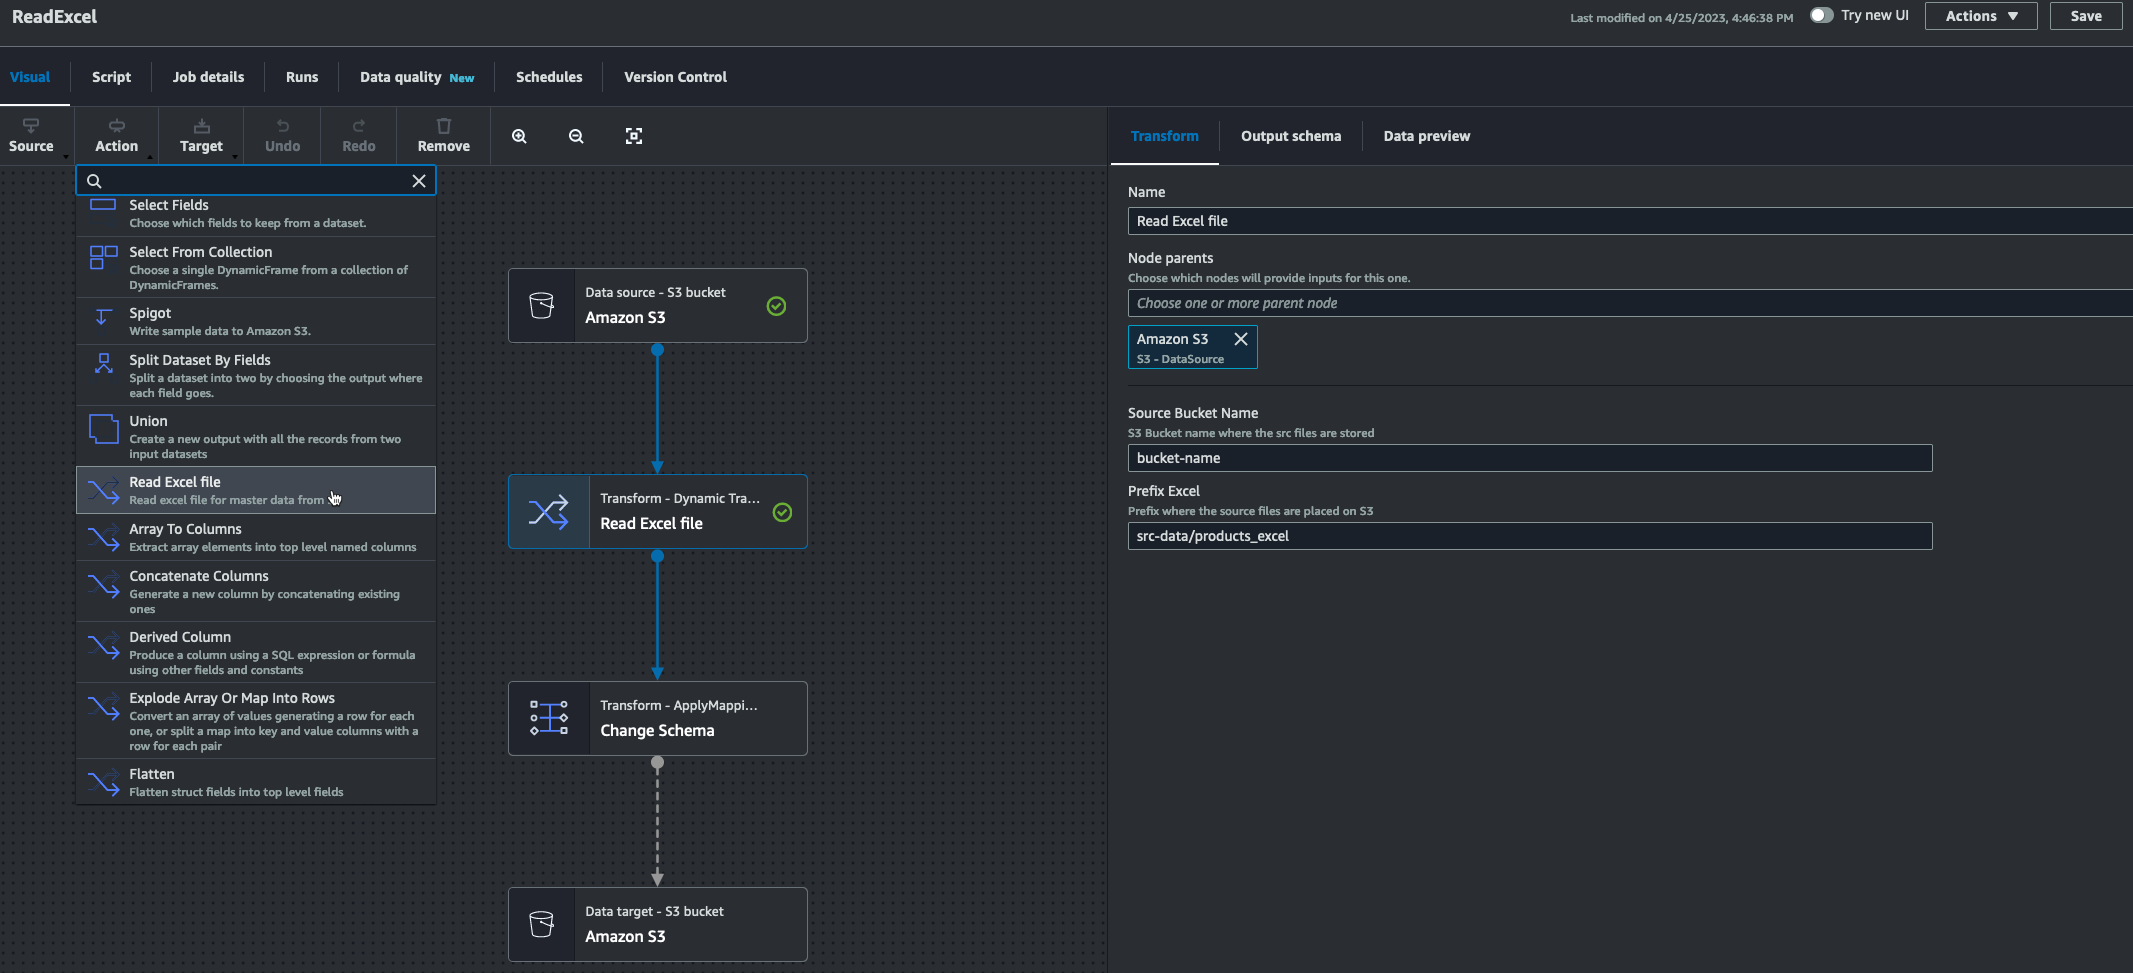 ReadExcel
Last modified on 4/25/2023, 4:46:38 PM
Try new UI
Actions
Save
Visual
Script
Job details
Runs
Data quality New
Schedules
Version Control
Source
Action
Target
Undo
Redo
Remove
Transform
Output schema
Data preview
Select Fields
Choose which fields to keep from a dataset.
Select From Collection
Choose a single DynamicFrame from a collection of
DynamicFrames.
Spigot
Write sample data to Amazon S3.
Split Dataset By Fields
Split a dataset into two by choosing the output where
each field goes.
Union
Create a new output with all the records from two
input datasets
Read Excel file
Read excel file for master data from
Array To Columns
Extract array elements into top level named columns
Concatenate Columns
Generate a new column by concatenating existing
ones
Derived Column
Produce a column using a SQL expression or formula
using other fields and constants
Explode Array Or Map Into Rows
Convert an array of values generating a row for each
one, or split a map into key and value columns with a
row for each pair
Flatten
Flatten struct fields into top level fields
Data source - S3 bucket
Amazon S3
Transform - Dynamic Tra...
Read Excel file
Transform - ApplyMappi...
Change Schema
Data target - S3 bucket
Amazon S3
Name
Read Excel file
Node parents
Choose which nodes will provide inputs for this one.
Choose one or more parent node
Amazon S3
S3 - DataSource
Source Bucket Name
S3 Bucket name where the src files are stored
bucket-name
Prefix Excel
Prefix where the source files are placed on S3
src-data/products_excel